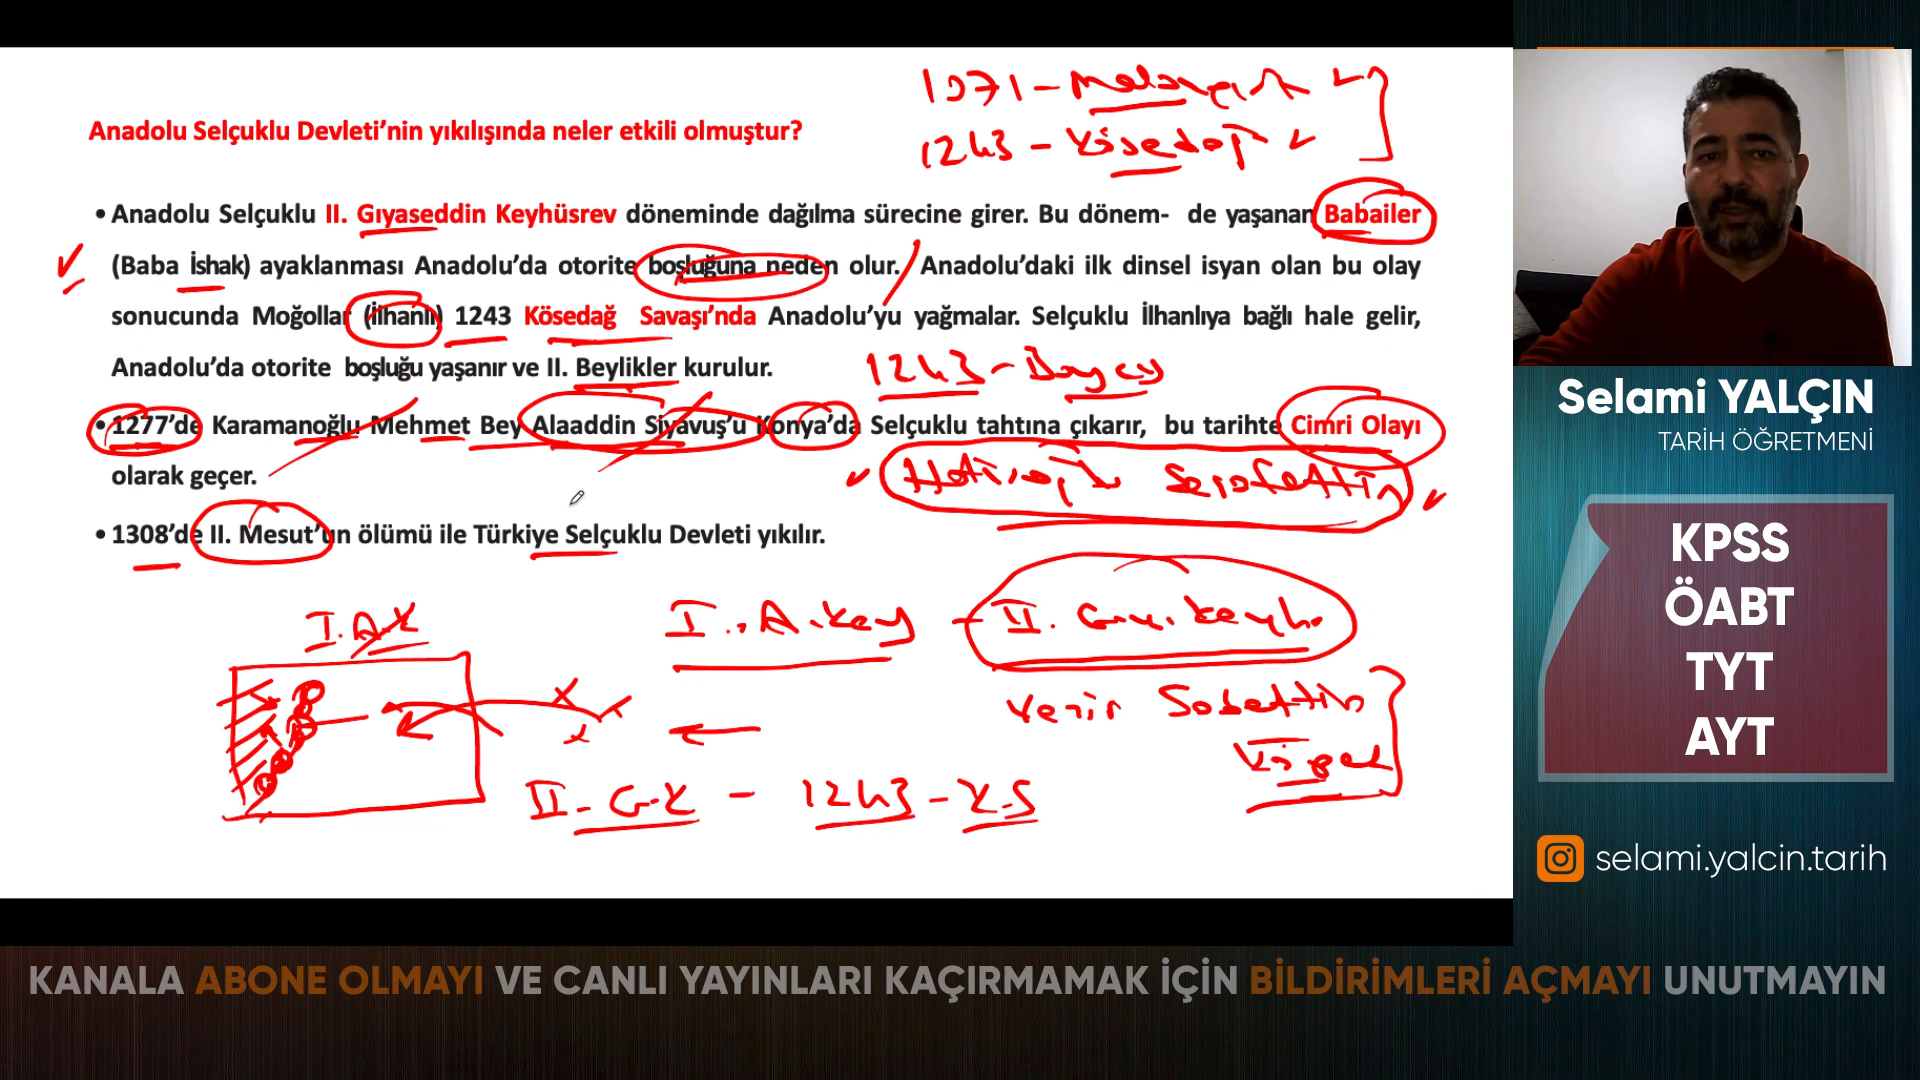 1071 - Malazgirt
1243 - Kösedağ
Anadolu Selçuklu Devleti’nin yıkılışında neler etkili olmuştur?
• Anadolu Selçuklu II. Gıyaseddin Keyhüsrev döneminde dağılma sürecine girer. Bu dönem- de yaşanan Babailer
(Baba İshak) ayaklanması Anadolu’da otorite boşluğuna neden olur. Anadolu’daki ilk dinsel isyan olan bu olay
sonucunda Moğollar (İlhanlı) 1243 Kösedağ Savaşı’nda Anadolu’yu yağmalar. Selçuklu İlhanlıya bağlı hale gelir,
Anadolu’da otorite boşluğu yaşanır ve II. Beylikler kurulur.
1243 - Baycu
• 1277’de Karamanoğlu Mehmet Bey Alaaddin Siyavuş’u Konya’da Selçuklu tahtına çıkarır, bu tarihte Cimri Olayı
olarak geçer.
Hatiroğlu Şerafettin
• 1308’de II. Mesut’un ölümü ile Türkiye Selçuklu Devleti yıkılır.
I. A.K
I. A. Key - II. Gıy. Keyh.
Vezir Sadettin
Köpek
II. G.K - 1243 - K.S
Selami YALÇIN
TARİH ÖĞRETMENİ
KPSS
ÖABT
TYT
AYT
selami.yalcin.tarih
KANALA ABONE OLMAYI VE CANLI YAYINLARI KAÇIRMAMAK İÇİN BİLDİRİMLERİ AÇMAYI UNUTMAYIN